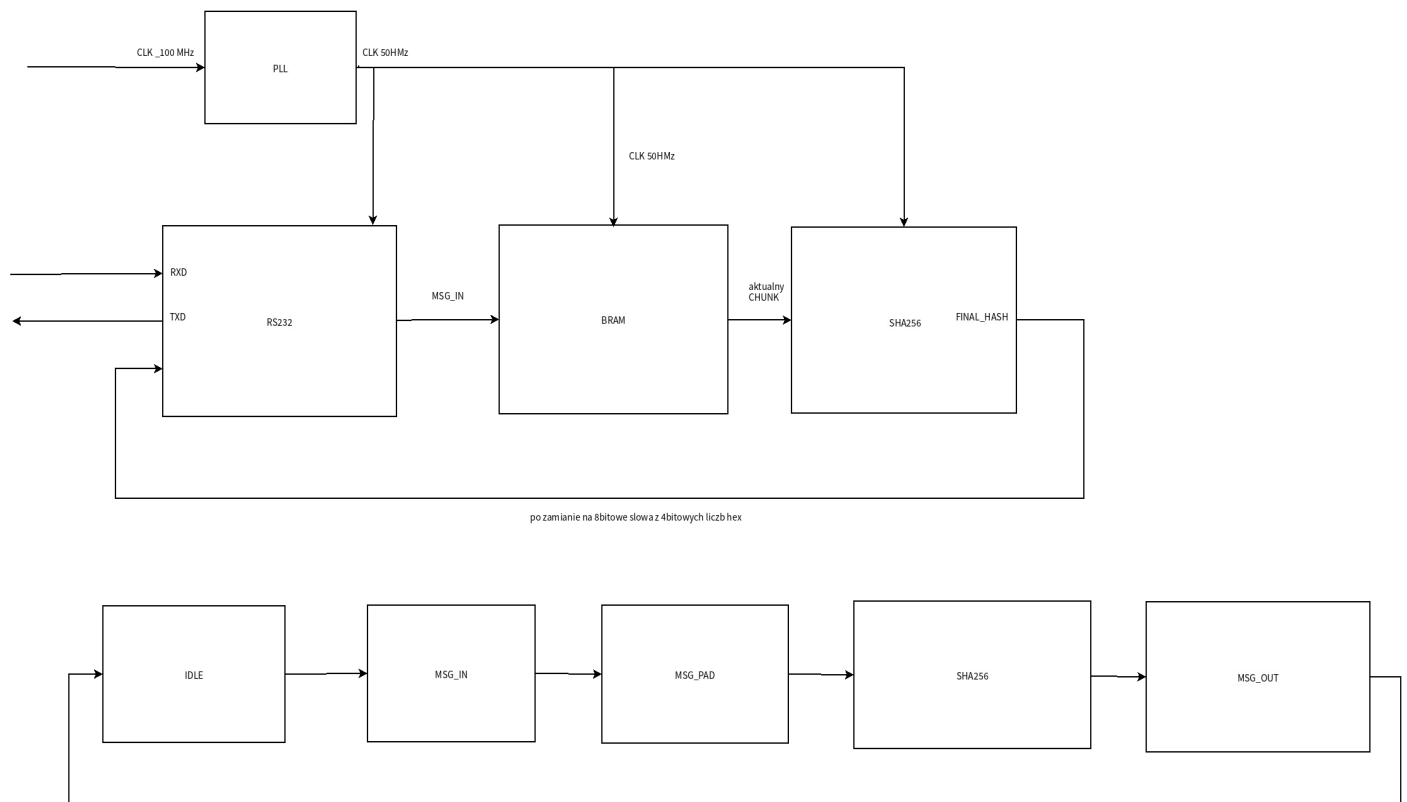 CLK _100 MHz
CLK 50HMz
PLL
CLK 50HMz
RXD
TXD
RS232
MSG_IN
BRAM
aktualny
CHUNK
SHA256
FINAL_HASH
po zamianie na 8bitowe slowa z 4bitowych liczb hex
IDLE
MSG_IN
MSG_PAD
SHA256
MSG_OUT